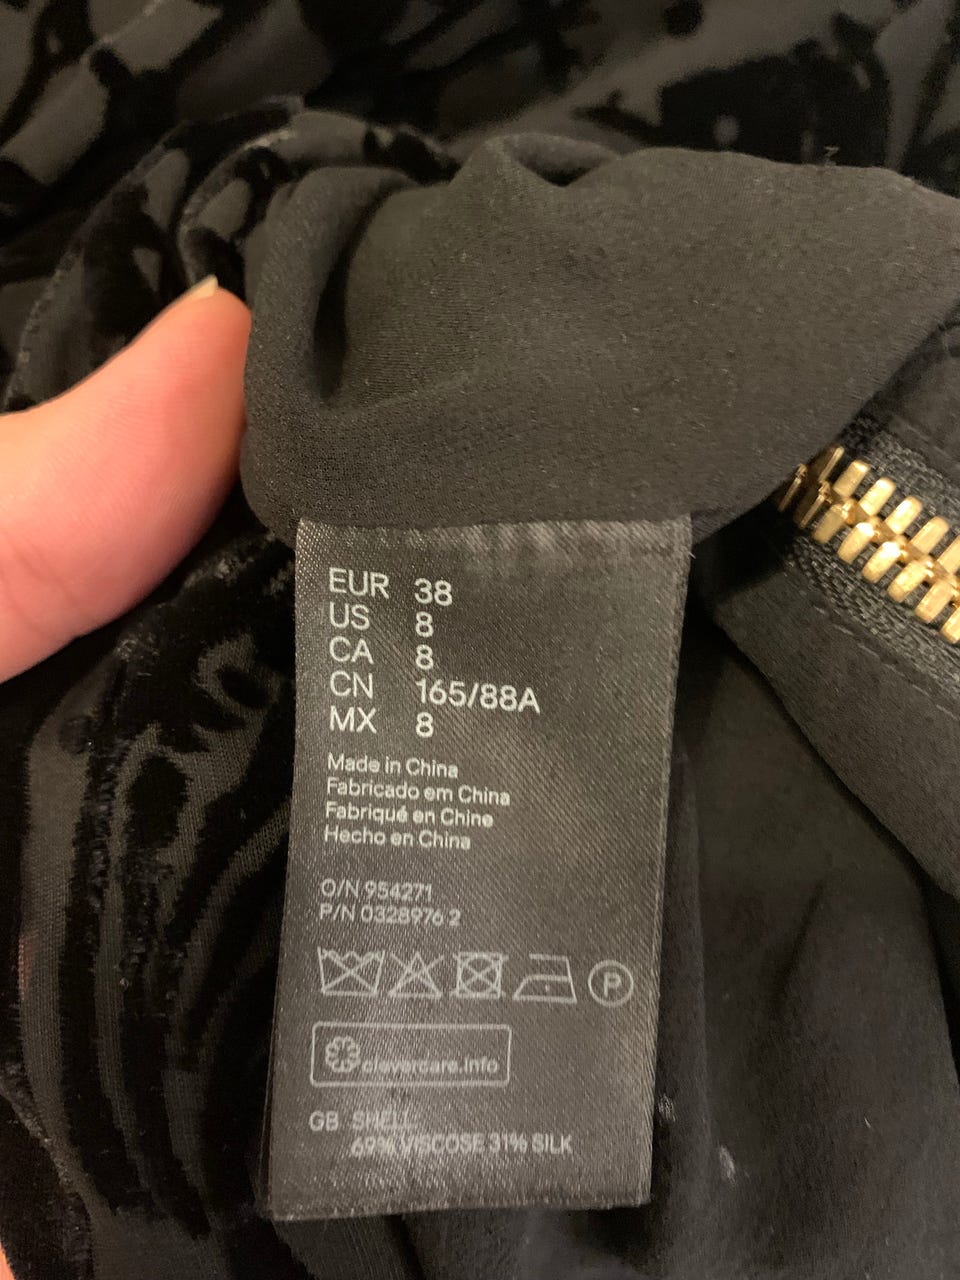 EUR 38
US 8
CA 8
CN 165/88A
MX 8
Made in China
Fabricado em China
Fabriqué en Chine
Hecho en China
O/N 954271
P/N 0328976 2
P
clevercare.info
GB SHELL:
69% VISCOSE 31% SILK